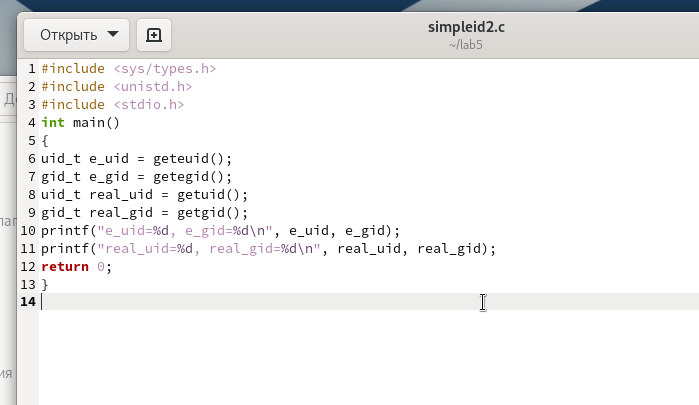 Открыть
simpleid2.c
~/lab5
1 #include <sys/types.h>
2 #include <unistd.h>
3 #include <stdio.h>
4 int main()
5 {
6 uid_t e_uid = geteuid();
7 gid_t e_gid = getegid();
8 uid_t real_uid = getuid();
9 gid_t real_gid = getgid();
10 printf("e_uid=%d, e_gid=%d\n", e_uid, e_gid);
11 printf("real_uid=%d, real_gid=%d\n", real_uid, real_gid);
12 return 0;
13 }
14